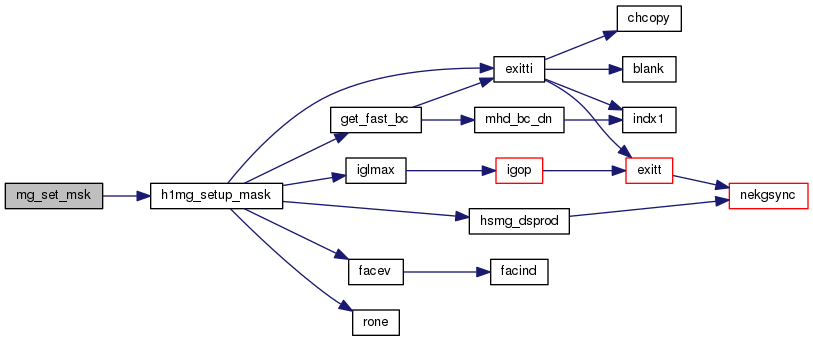 chcopy
exitti
blank
get_fast_bc
mhd_bc_dn
indx1
iglmax
igop
exitt
mg_set_msk
h1mg_setup_mask
nekgsync
hsmg_dsprod
facev
facind
rone